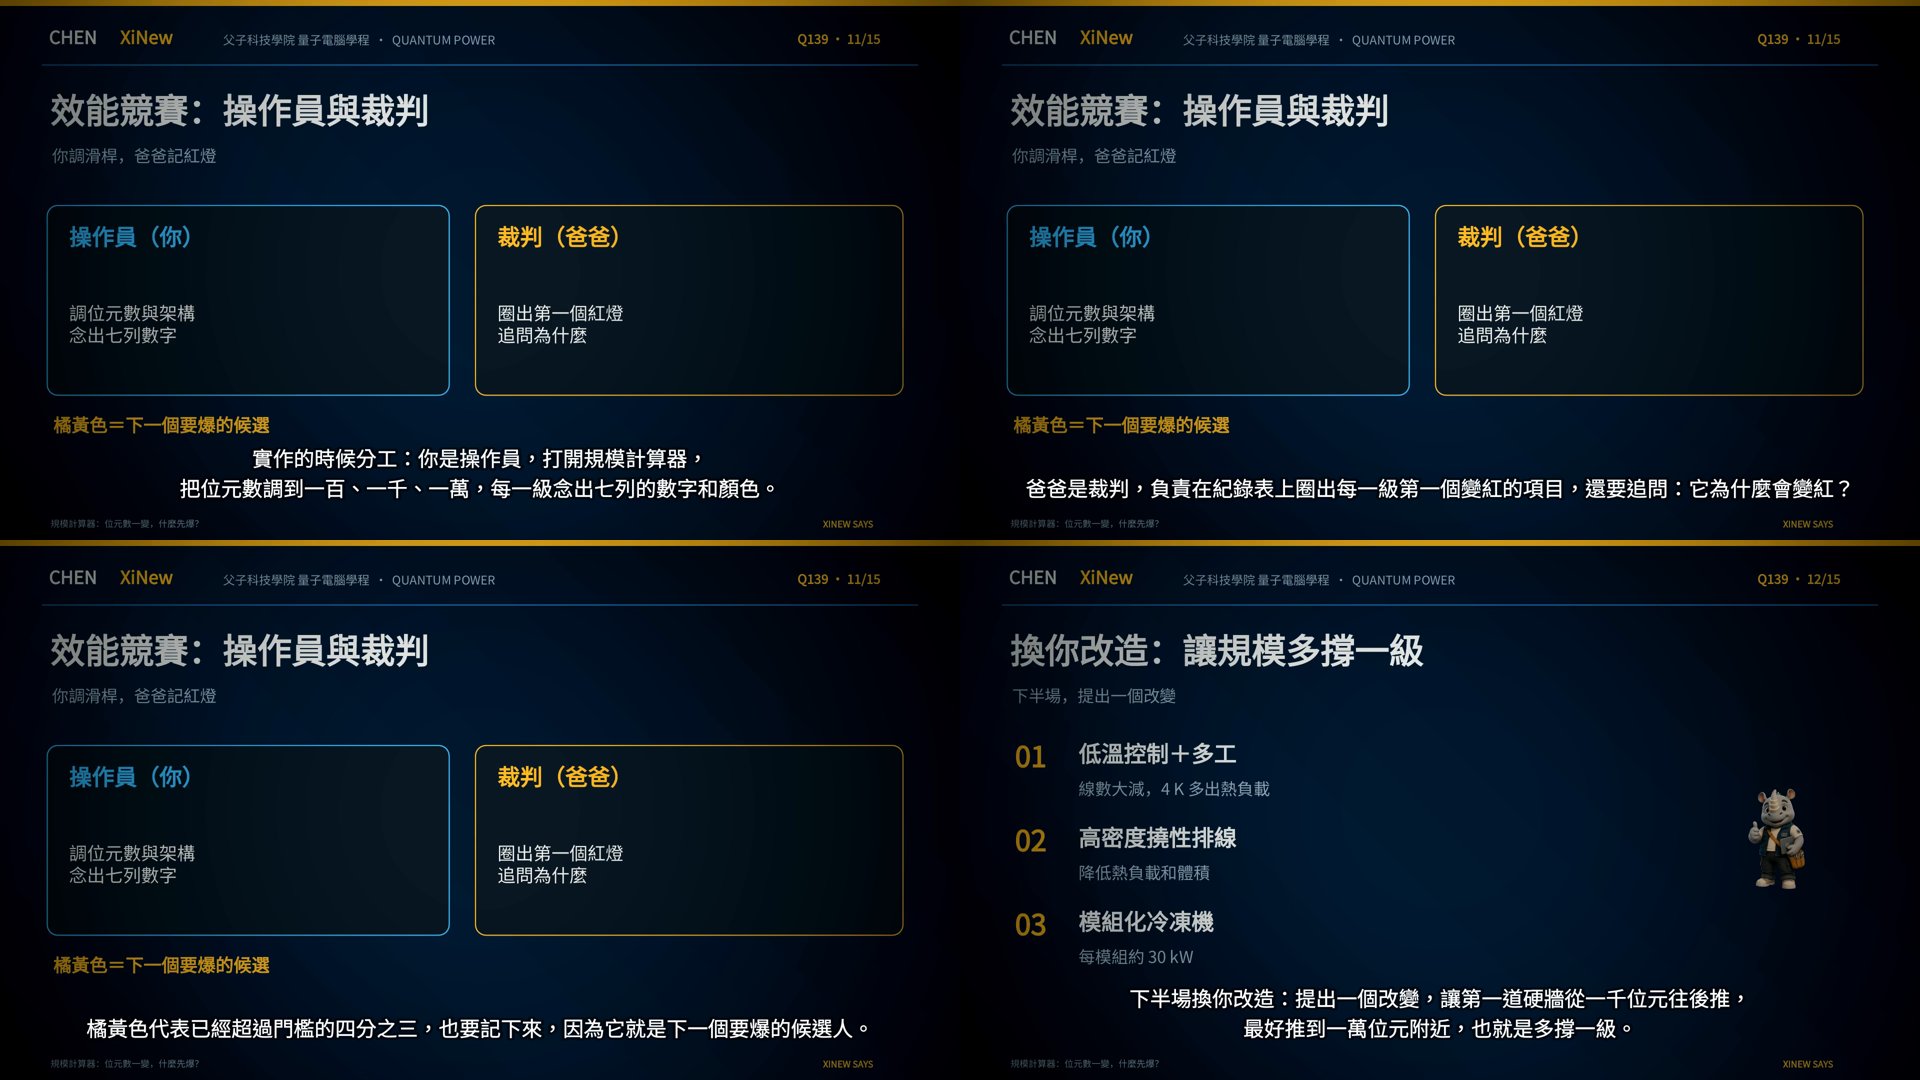 CHEN XiNew 父子科技學院 量子電腦學程 · QUANTUM POWER Q139 · 11/15
效能競賽：操作員與裁判
你調滑桿，爸爸記紅燈
操作員（你）
調位元數與架構
念出七列數字
裁判（爸爸）
圈出第一個紅燈
追問為什麼
橘黃色＝下一個要爆的候選
實作的時候分工：你是操作員，打開規模計算器，
把位元數調到一百、一千、一萬，每一級念出七列的數字和顏色。
規模計算器：位元數一變，什麼先爆？ XINEW SAYS
CHEN XiNew 父子科技學院 量子電腦學程 · QUANTUM POWER Q139 · 11/15
效能競賽：操作員與裁判
你調滑桿，爸爸記紅燈
操作員（你）
調位元數與架構
念出七列數字
裁判（爸爸）
圈出第一個紅燈
追問為什麼
橘黃色＝下一個要爆的候選
爸爸是裁判，負責在紀錄表上圈出每一級第一個變紅的項目，還要追問：它為什麼會變紅？
規模計算器：位元數一變，什麼先爆？ XINEW SAYS
CHEN XiNew 父子科技學院 量子電腦學程 · QUANTUM POWER Q139 · 11/15
效能競賽：操作員與裁判
你調滑桿，爸爸記紅燈
操作員（你）
調位元數與架構
念出七列數字
裁判（爸爸）
圈出第一個紅燈
追問為什麼
橘黃色＝下一個要爆的候選
橘黃色代表已經超過門檻的四分之三，也要記下來，因為它就是下一個要爆的候選人。
規模計算器：位元數一變，什麼先爆？ XINEW SAYS
CHEN XiNew 父子科技學院 量子電腦學程 · QUANTUM POWER Q139 · 12/15
換你改造：讓規模多撐一級
下半場，提出一個改變
01 低溫控制＋多工
線數大減，4 K 多出熱負載
02 高密度撓性排線
降低熱負載和體積
03 模組化冷凍機
每模組約 30 kW
下半場換你改造：提出一個改變，讓第一道硬牆從一千位元往後推，
最好推到一萬位元附近，也就是多撐一級。
規模計算器：位元數一變，什麼先爆？ XINEW SAYS